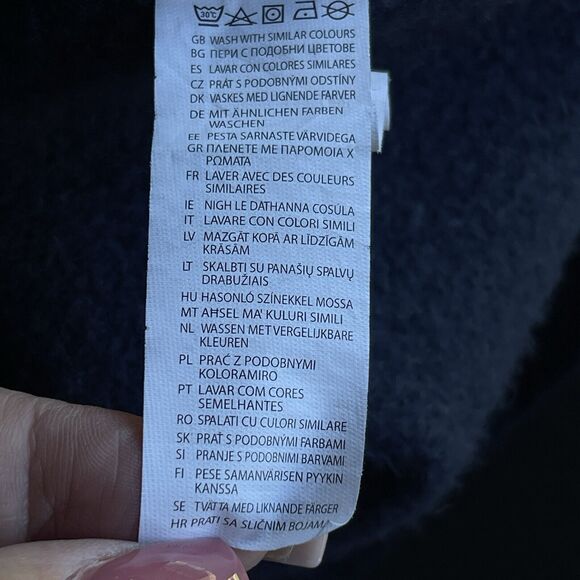 30°C
GB WASH WITH SIMILAR COLOURS
BG ПЕРИ С ПОДОБНИ ЦВЕТОВЕ
ES LAVAR CON COLORES SIMILARES
CZ PRÁT S PODOBNÝMI ODSTÍNY
DK VASKES MED LIGNENDE FARVER
DE MIT ÄHNLICHEN FARBEN
WASCHEN
EE PESTA SARNASTE VÄRVIDEGA
GR ΠΛΕΝΕΤΕ ΜΕ ΠΑΡΟΜΟΙΑ Χ
ΡΩΜΑΤΑ
FR LAVER AVEC DES COULEURS
SIMILAIRES
IE NIGH LE DATHANNA COSÚLA
IT LAVARE CON COLORI SIMILI
LV MAZGĀT KOPĀ AR LĪDZĪGĀM
KRĀSĀM
LT SKALBTI SU PANAŠIŲ SPALVŲ
DRABUŽIAIS
HU HASONLÓ SZÍNEKKEL MOSSA
MT AĦSEL MA' KULURI SIMILI
NL WASSEN MET VERGELIJKBARE
KLEUREN
PL PRAĆ Z PODOBNYMI
KOLORAMIRO
PT LAVAR COM CORES
SEMELHANTES
RO SPALATI CU CULORI SIMILARE
SK PRAŤ S PODOBNÝMI FARBAMI
SI PRANJE S PODOBNIMI BARVAMI
FI PESE SAMANVÄRISEN PYYKIN
KANSSA
SE TVÄTTA MED LIKNANDE FÄRGER
HR PRATI SA SLIČNIM BOJAMA